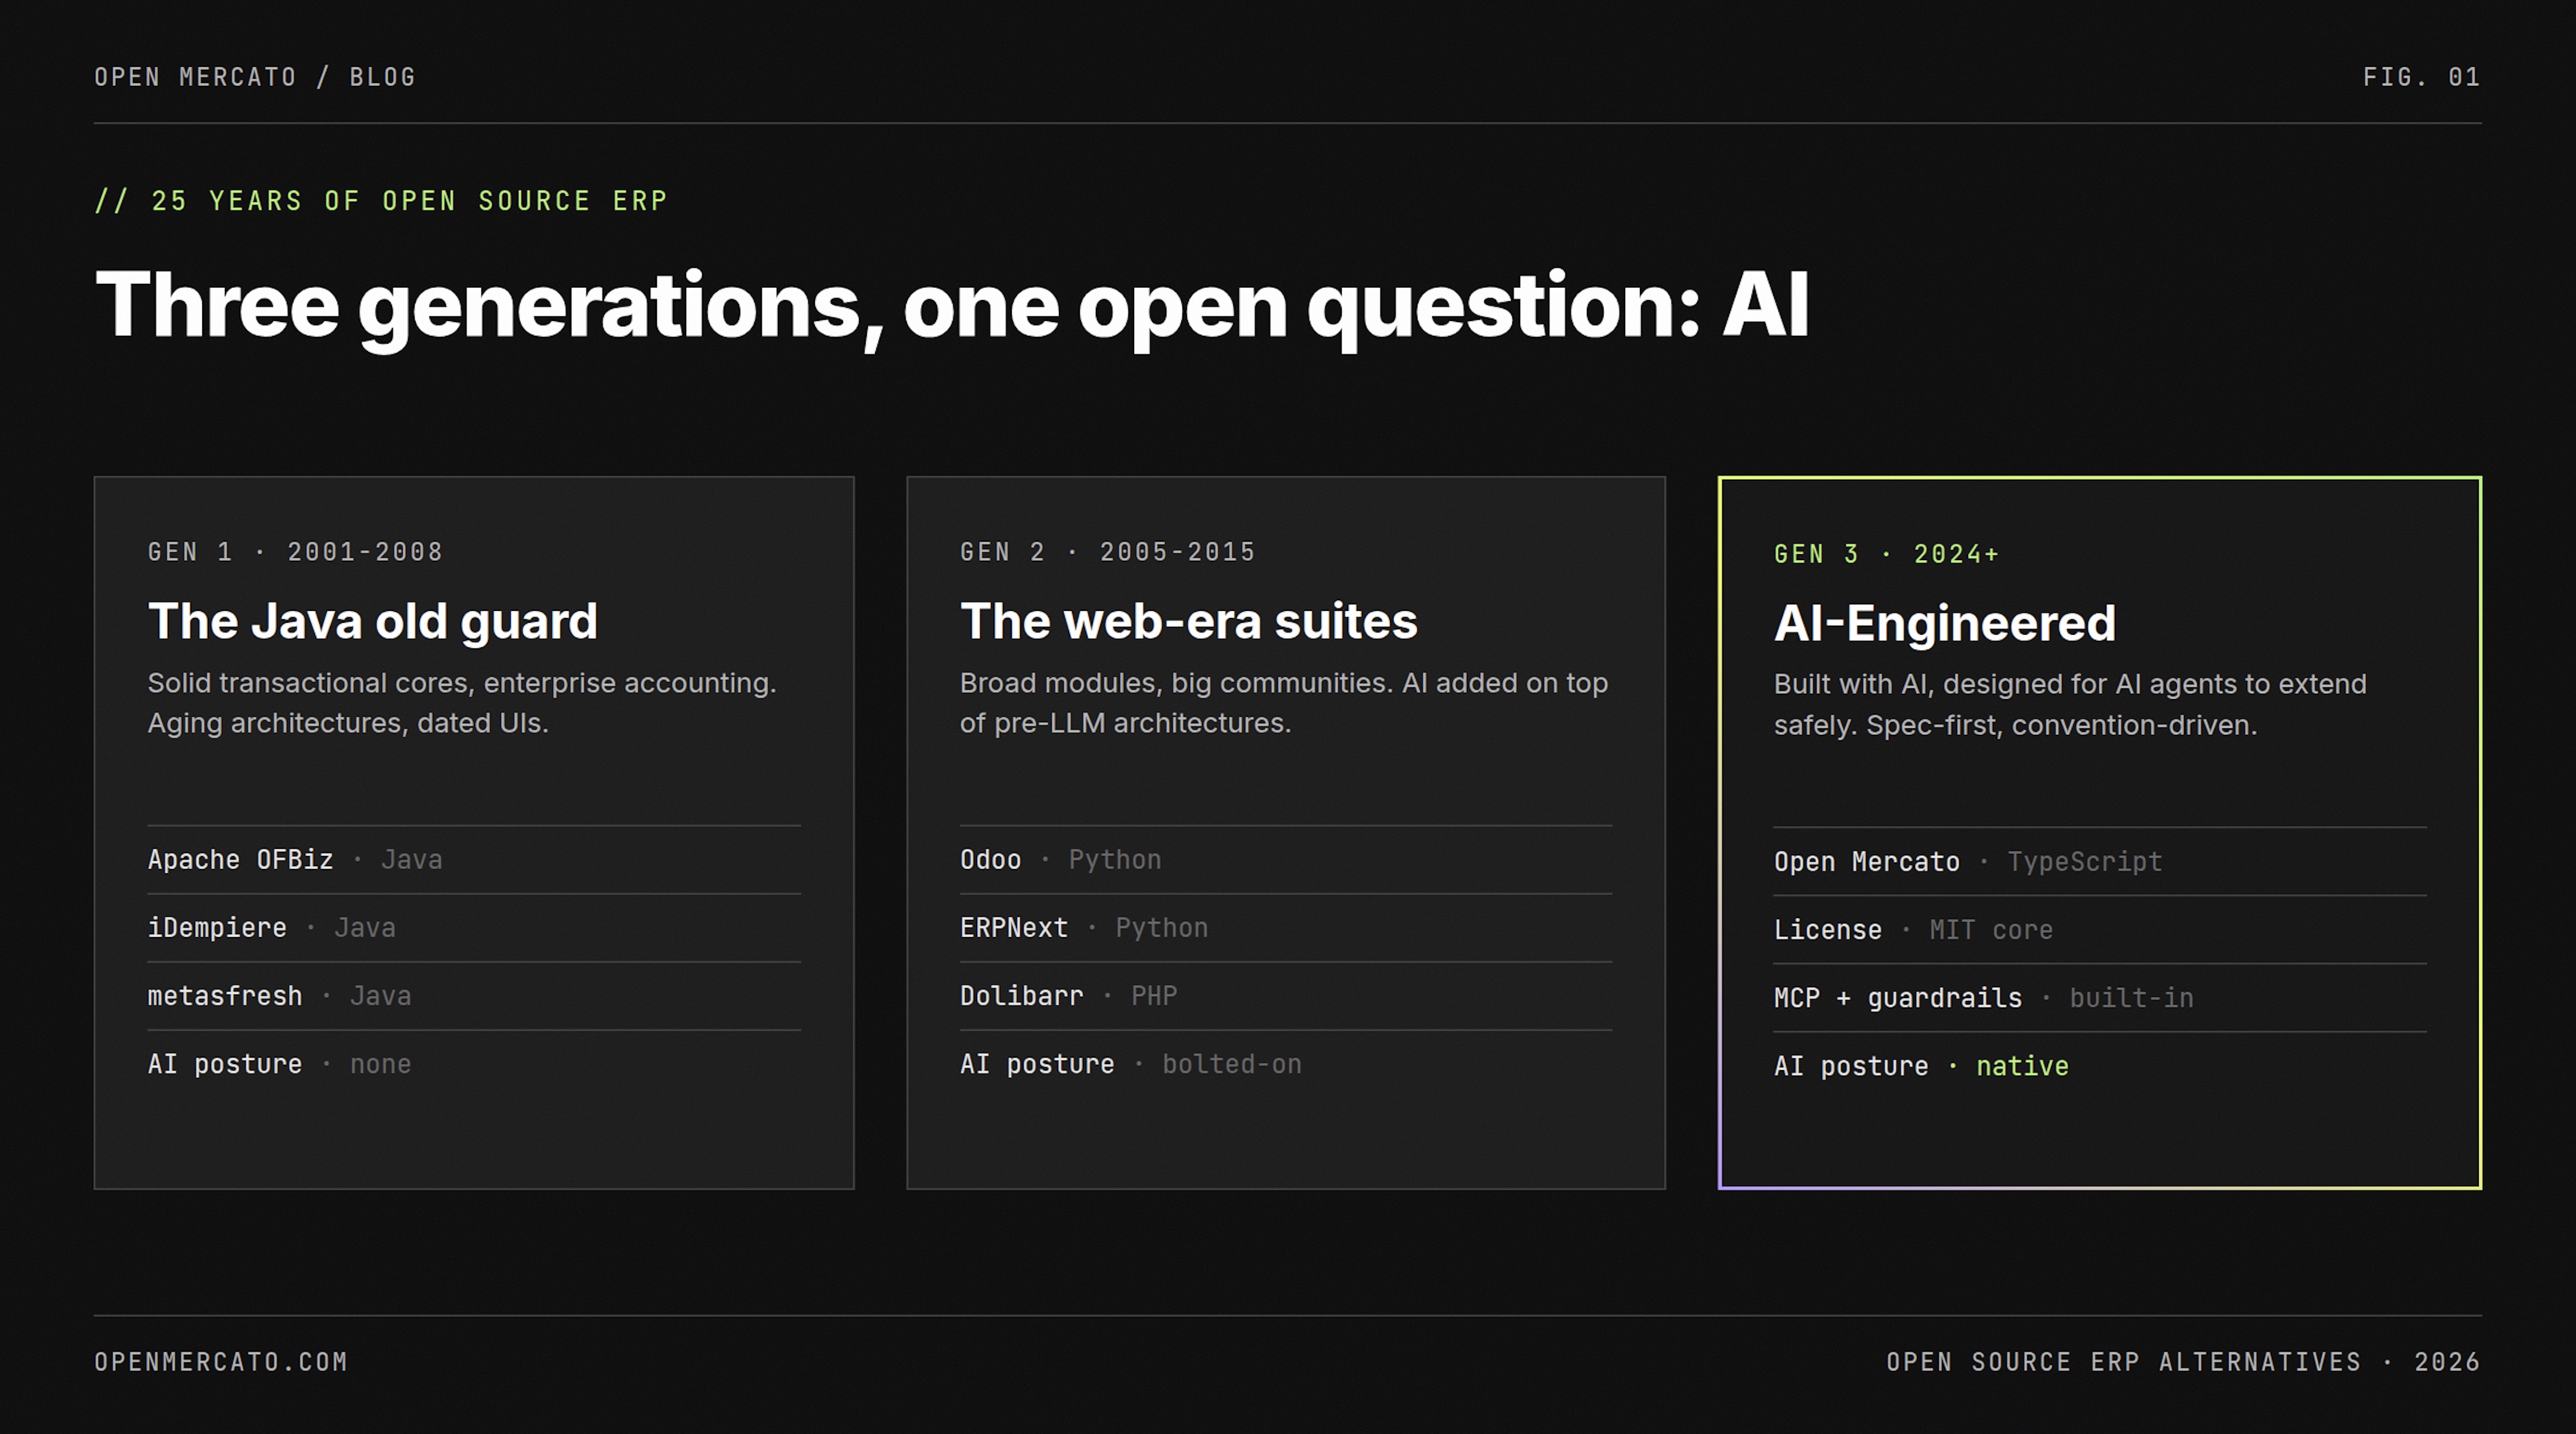 OPEN MERCATO / BLOG
FIG. 01
// 25 YEARS OF OPEN SOURCE ERP
Three generations, one open question: AI
GEN 1 · 2001-2008
The Java old guard
Solid transactional cores, enterprise accounting.
Aging architectures, dated UIs.
Apache OFBiz · Java
iDempiere · Java
metasfresh · Java
AI posture · none
GEN 2 · 2005-2015
The web-era suites
Broad modules, big communities. AI added on top
of pre-LLM architectures.
Odoo · Python
ERPNext · Python
Dolibarr · PHP
AI posture · bolted-on
GEN 3 · 2024+
AI-Engineered
Built with AI, designed for AI agents to extend
safely. Spec-first, convention-driven.
Open Mercato · TypeScript
License · MIT core
MCP + guardrails · built-in
AI posture · native
OPENMERCATO.COM
OPEN SOURCE ERP ALTERNATIVES · 2026